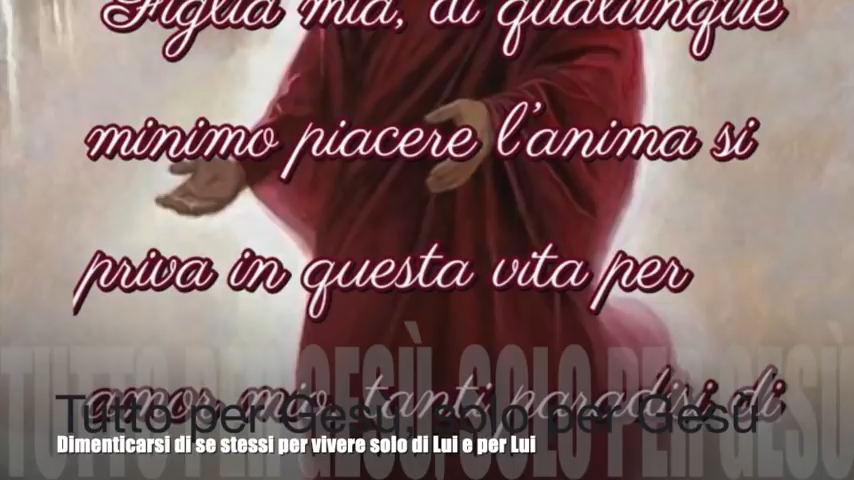 Figlia mia, di qualunque
minimo piacere l'anima si
priva in questa vita per
amor mio, tanti paradisi di
TUTTO PER GESÙ, SOLO PER GESÙ
Tutto per Gesù, solo per Gesù
Dimenticarsi di se stessi per vivere solo di Lui e per Lui